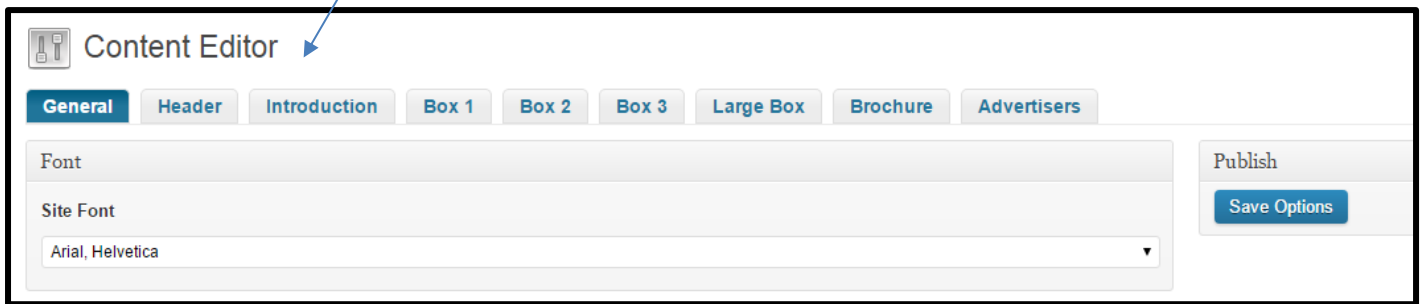 Content Editor
General Header Introduction Box 1 Box 2 Box 3 Large Box Brochure Advertisers
Font
Publish
Site Font
Save Options
Arial, Helvetica